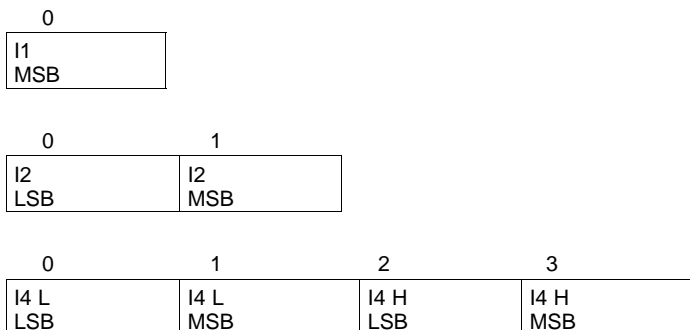 0
I1
MSB
0 1
I2 I2
LSB MSB
0 1 2 3
I4 L I4 L I4 H I4 H
LSB MSB LSB MSB